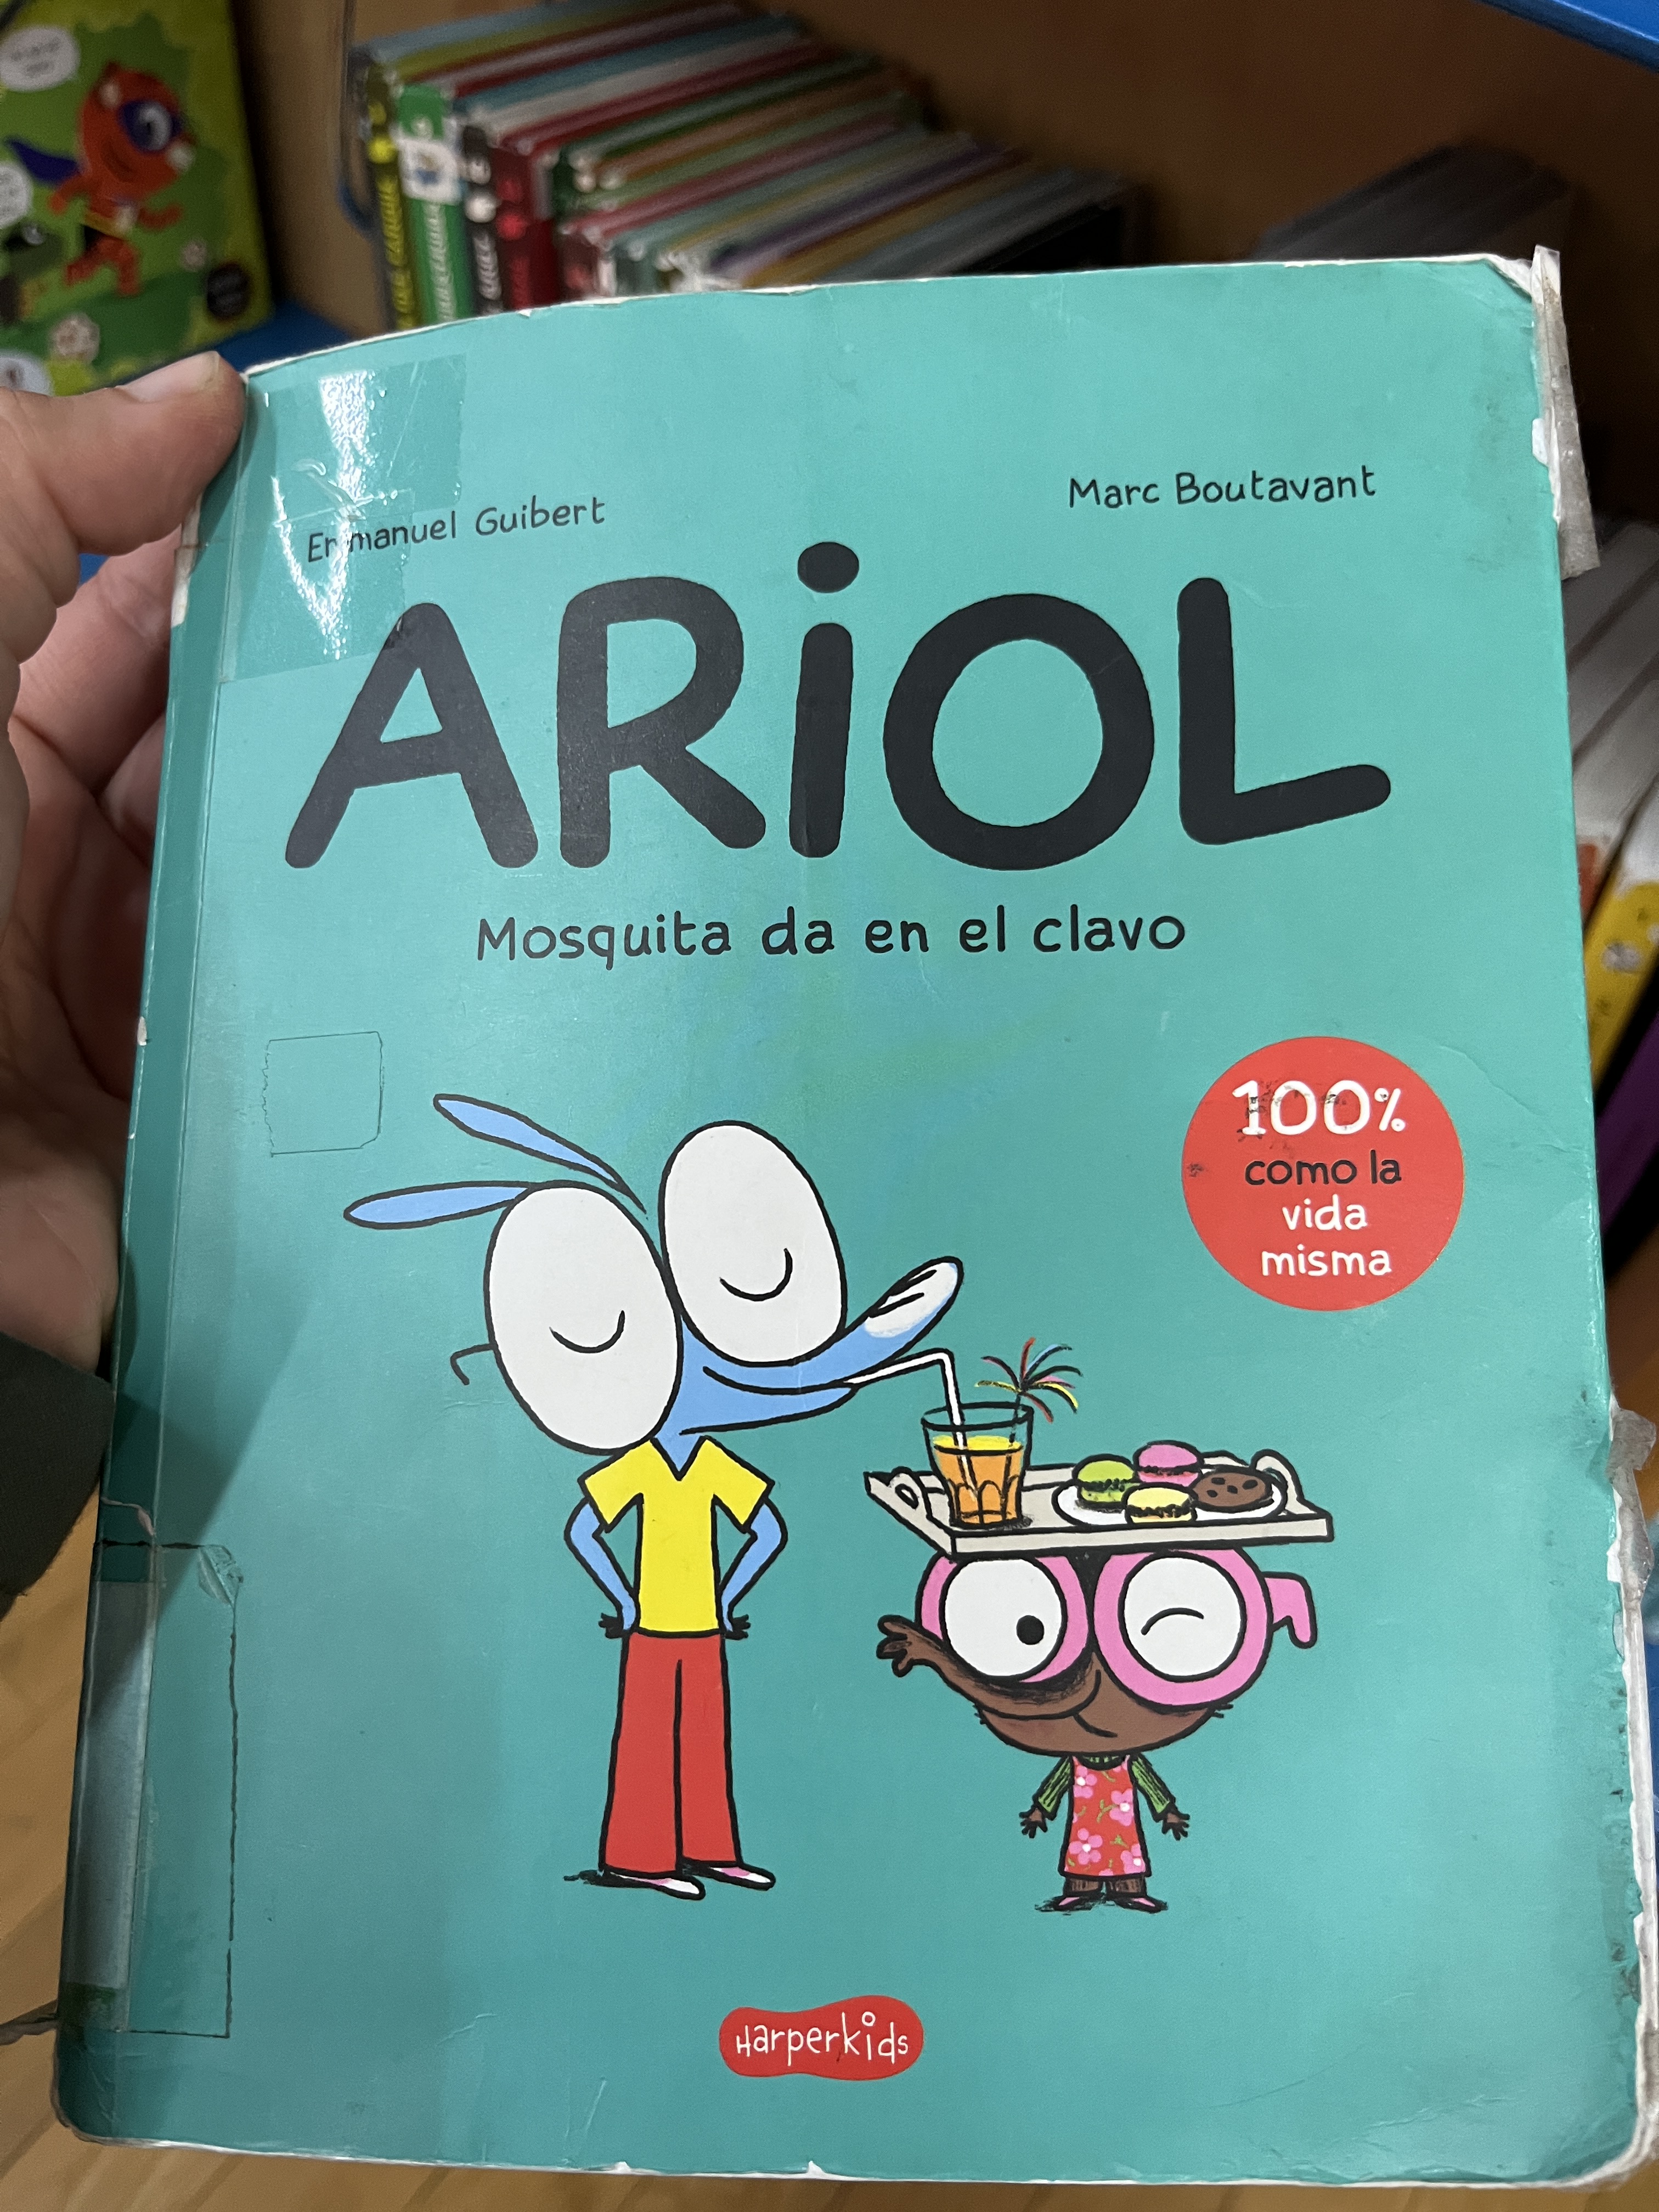 Emmanuel Guibert
Marc Boutavant
ARiOL
Mosquita da en el clavo
100%
como la
vida
misma
Harperkids